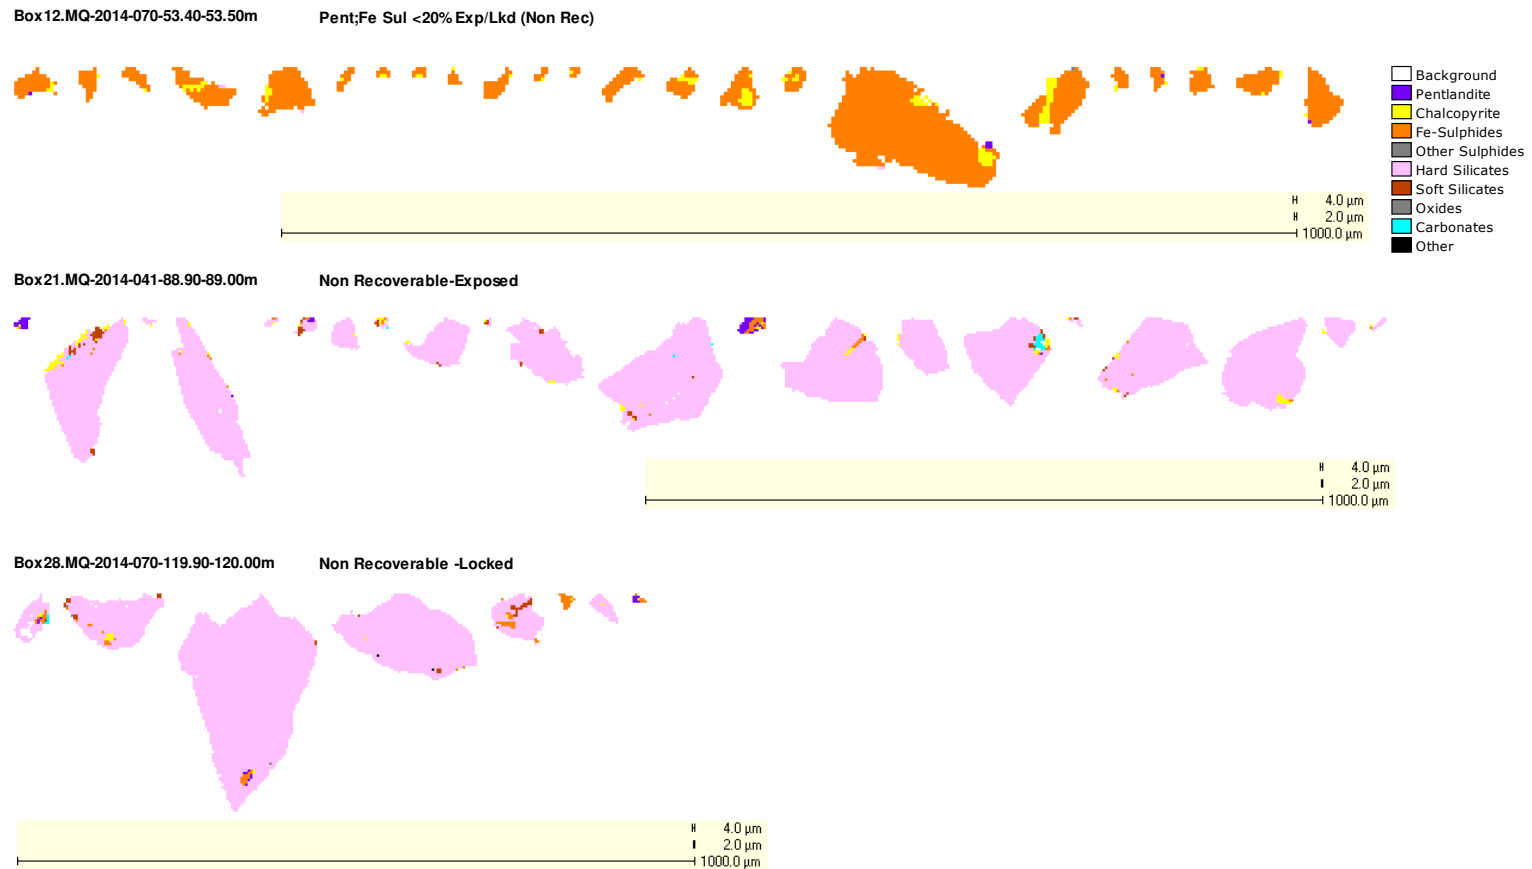 Box12.MQ-2014-070-53.40-53.50m Pent;Fe Sul <20% Exp/Lkd (Non Rec)
Background
Pentlandite
Chalcopyrite
Fe-Sulphides
Other Sulphides
Hard Silicates
Soft Silicates
Oxides
Carbonates
Other
4.0 µm
2.0 µm
1000.0 µm
Box21.MQ-2014-041-88.90-89.00m Non Recoverable-Exposed
4.0 µm
2.0 µm
1000.0 µm
Box28.MQ-2014-070-119.90-120.00m Non Recoverable -Locked
4.0 µm
2.0 µm
1000.0 µm